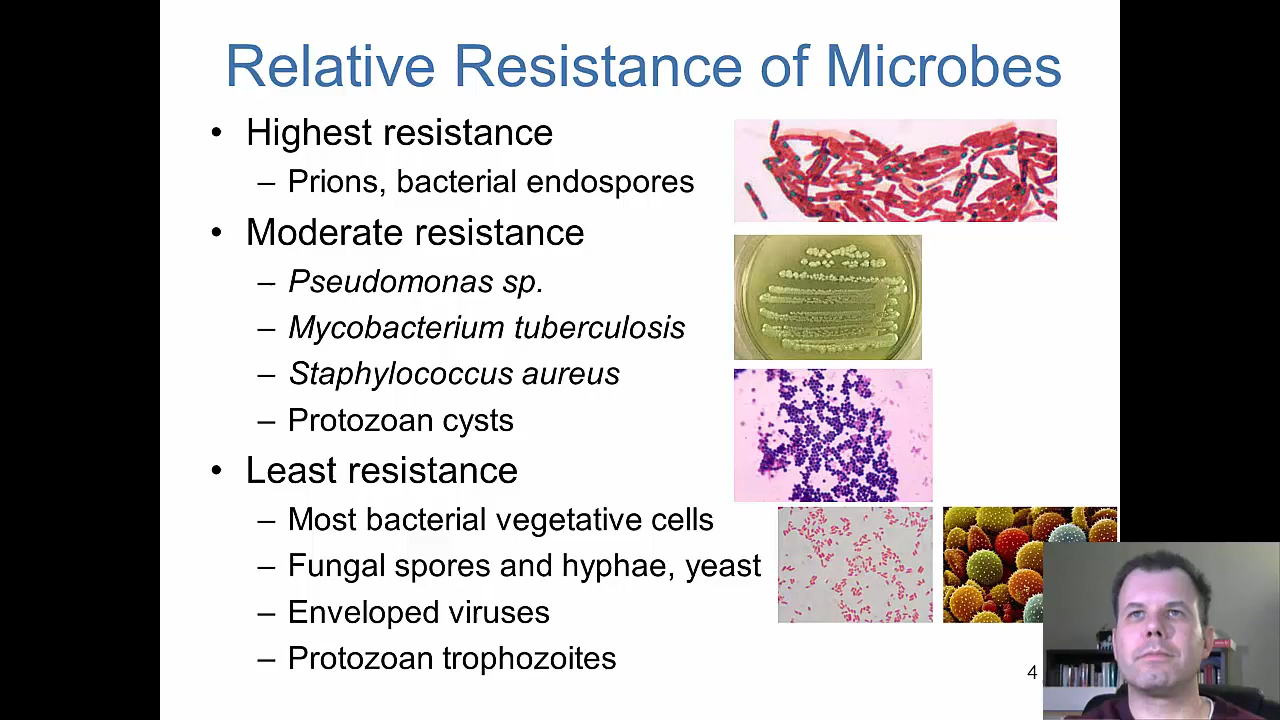 Relative Resistance of Microbes
• Highest resistance
– Prions, bacterial endospores
• Moderate resistance
– Pseudomonas sp.
– Mycobacterium tuberculosis
– Staphylococcus aureus
– Protozoan cysts
• Least resistance
– Most bacterial vegetative cells
– Fungal spores and hyphae, yeast
– Enveloped viruses
– Protozoan trophozoites
4